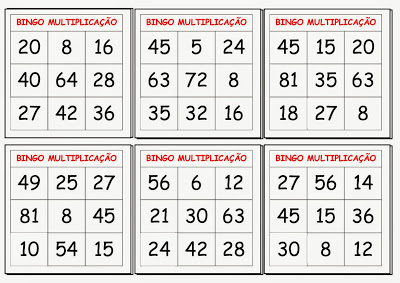 BINGO MULTIPLICAÇÃO
20 8 16
40 64 28
27 42 36
BINGO MULTIPLICAÇÃO
45 5 24
63 72 8
35 32 16
BINGO MULTIPLICAÇÃO
45 15 20
81 35 63
18 27 8
BINGO MULTIPLICAÇÃO
49 25 27
81 8 45
10 54 15
BINGO MULTIPLICAÇÃO
56 6 12
21 30 63
24 42 28
BINGO MULTIPLICAÇÃO
27 56 14
45 15 36
30 8 12